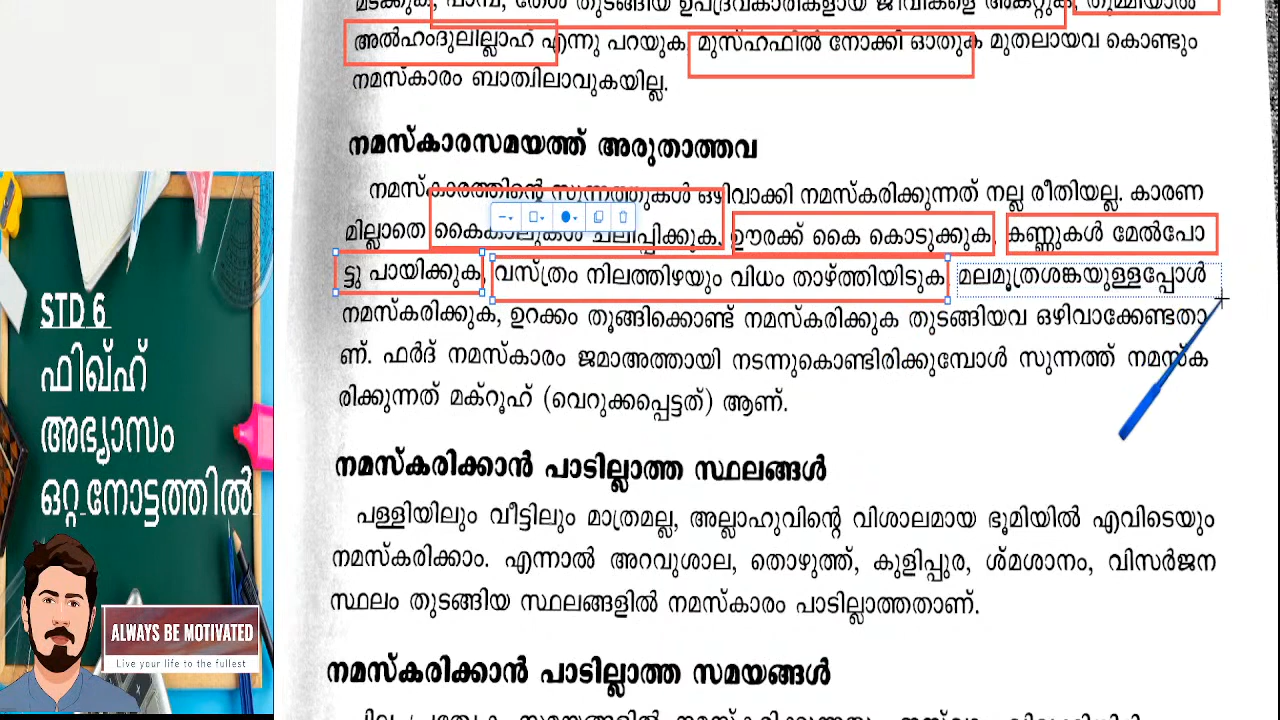 മടക്കുക, പാമ്പ്, തേൾ തുടങ്ങിയ ഉപദ്രവകാരികളായ ജീവികളെ അകറ്റുക, തുമ്മിയാൽ
അൽഹംദുലില്ലാഹ് എന്നു പറയുക, മുസ്ഹഫിൽ നോക്കി ഓതുക മുതലായവ കൊണ്ടും
നമസ്കാരം ബാത്വിലാവുകയില്ല.
നമസ്കാരസമയത്ത് അരുതാത്തവ
നമസ്കാരത്തിന്റെ സുന്നത്തുകൾ ഒഴിവാക്കി നമസ്കരിക്കുന്നത് നല്ല രീതിയല്ല. കാരണ
മില്ലാതെ കൈകാലുകൾ ചലിപ്പിക്കുക, ഊരക്ക് കൈ കൊടുക്കുക, കണ്ണുകൾ മേൽപോ
ട്ടു പായിക്കുക, വസ്ത്രം നിലത്തിഴയും വിധം താഴ്ത്തിയിടുക, മലമൂത്രശങ്കയുള്ളപ്പോൾ
നമസ്കരിക്കുക, ഉറക്കം തൂങ്ങിക്കൊണ്ട് നമസ്കരിക്കുക തുടങ്ങിയവ ഒഴിവാക്കേണ്ടതാ
ണ്. ഫർദ് നമസ്കാരം ജമാഅത്തായി നടന്നുകൊണ്ടിരിക്കുമ്പോൾ സുന്നത്ത് നമസ്ക
രിക്കുന്നത് മക്റൂഹ് (വെറുക്കപ്പെട്ടത്) ആണ്.
നമസ്കരിക്കാൻ പാടില്ലാത്ത സ്ഥലങ്ങൾ
പള്ളിയിലും വീട്ടിലും മാത്രമല്ല, അല്ലാഹുവിന്റെ വിശാലമായ ഭൂമിയിൽ എവിടെയും
നമസ്കരിക്കാം. എന്നാൽ അറവുശാല, തൊഴുത്ത്, കുളിപ്പുര, ശ്മശാനം, വിസർജന
സ്ഥലം തുടങ്ങിയ സ്ഥലങ്ങളിൽ നമസ്കാരം പാടില്ലാത്തതാണ്.
നമസ്കരിക്കാൻ പാടില്ലാത്ത സമയങ്ങൾ
STD 6
ഫിഖ്ഹ്
അഭ്യാസം
ഒറ്റ നോട്ടത്തിൽ
ALWAYS BE MOTIVATED
Live your life to the fullest